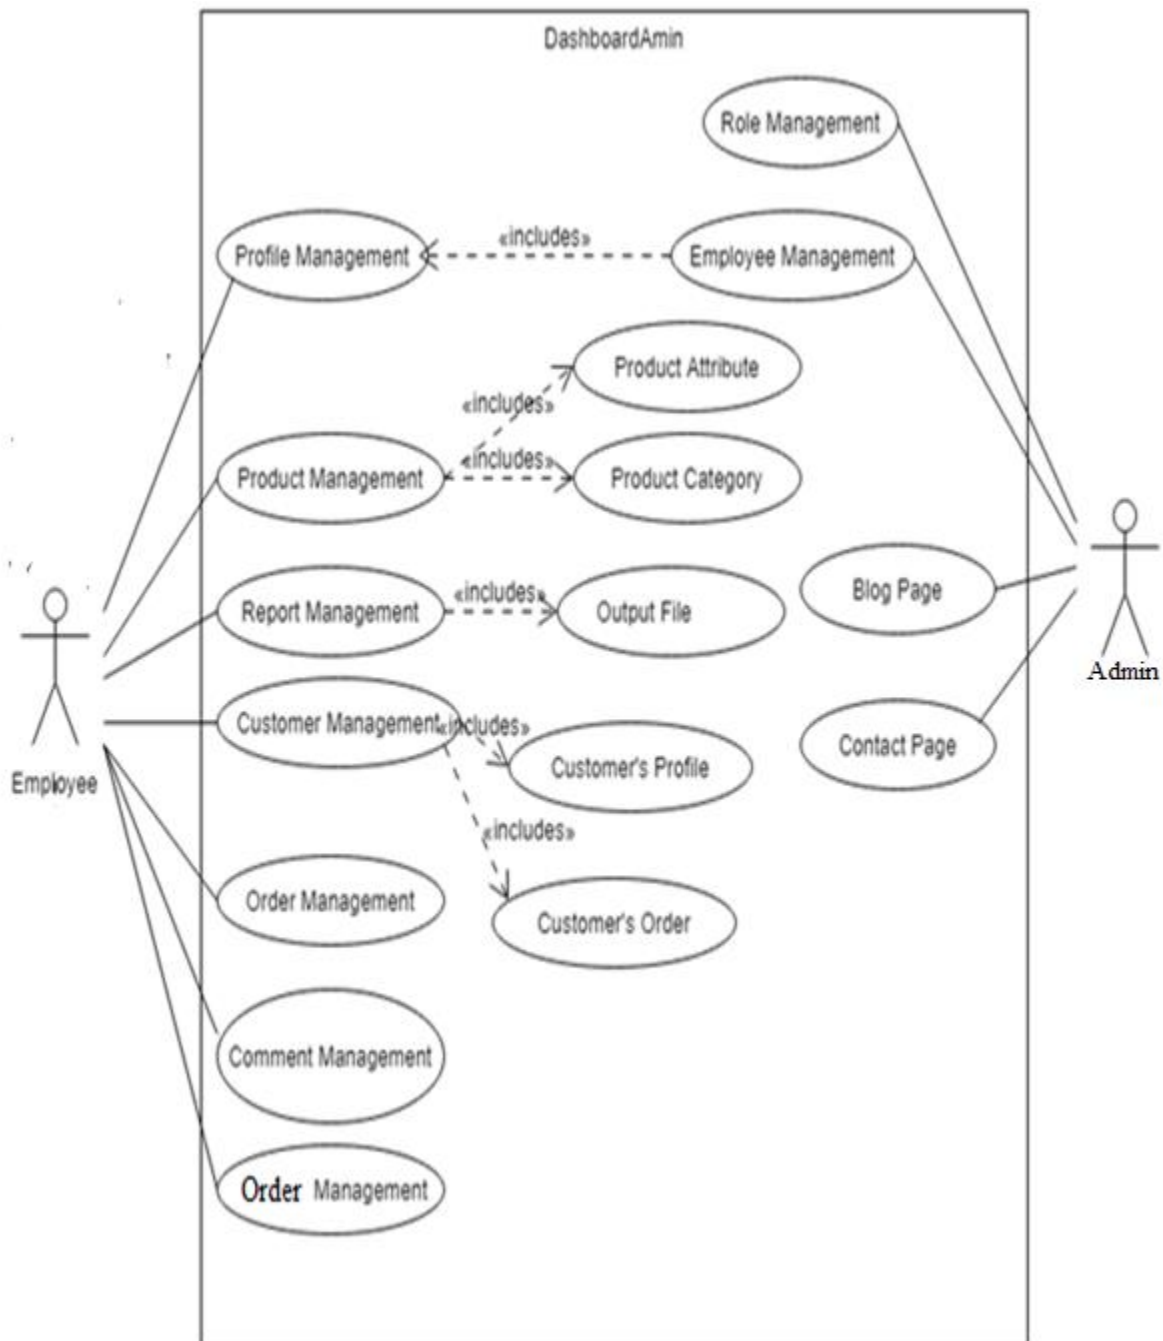 DashboardAmin
Role Management
Profile Management
«includes»
Employee Management
Product Attribute
«includes»
Product Management
«includes»
Product Category
Blog Page
Report Management
«includes»
Output File
Admin
Customer Management
«includes»
Customer's Profile
Contact Page
Employee
«includes»
Order Management
Customer's Order
Comment Management
Order Management